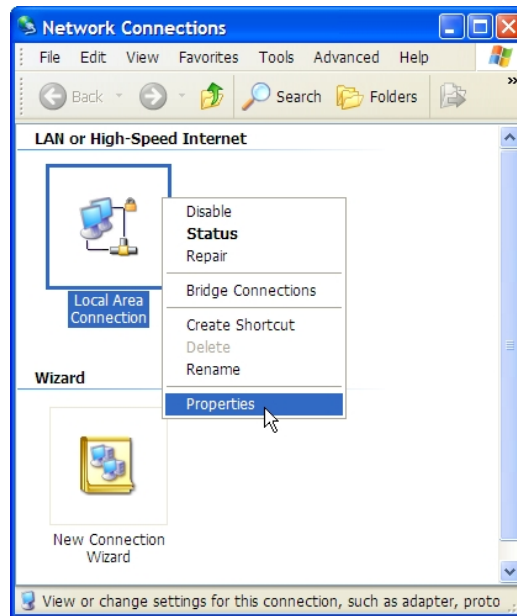 Network Connections
File Edit View Favorites Tools Advanced Help
Back Search Folders »
LAN or High-Speed Internet
Local Area
Connection
Disable
Status
Repair
Bridge Connections
Create Shortcut
Delete
Rename
Properties
Wizard
New Connection
Wizard
View or change settings for this connection, such as adapter, proto